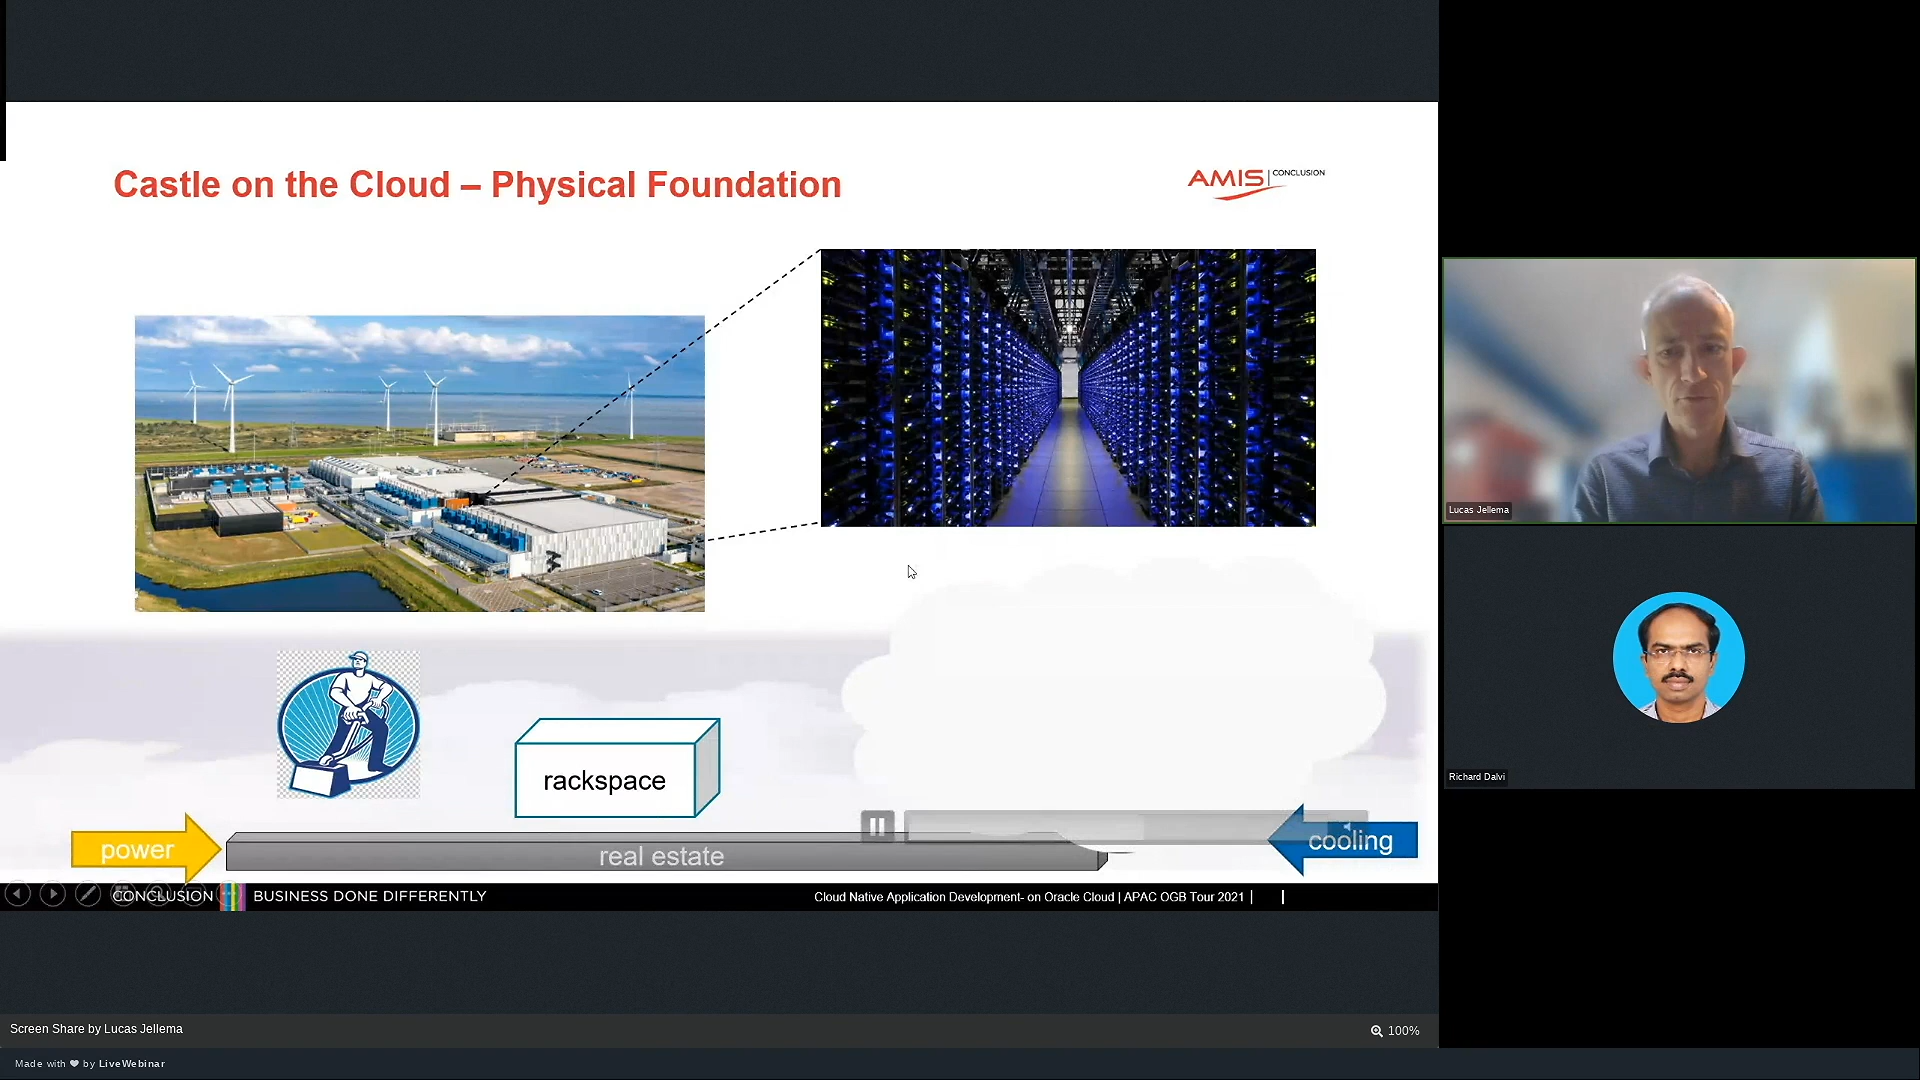 Castle on the Cloud – Physical Foundation
AMIS | CONCLUSION
Lucas Jellema
rackspace
Richard Dalvi
power
real estate
cooling
CONCLUSION BUSINESS DONE DIFFERENTLY
Cloud Native Application Development- on Oracle Cloud | APAC OGB Tour 2021 |
Screen Share by Lucas Jellema
100%
Made with ❤ by LiveWebinar